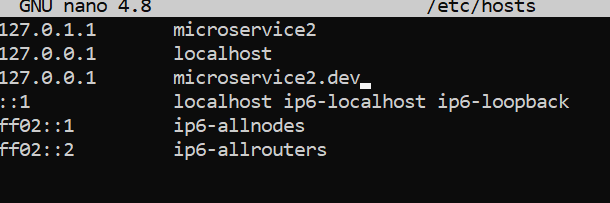 GNU nano 4.8 /etc/hosts
127.0.1.1 microservice2
127.0.0.1 localhost
127.0.0.1 microservice2.dev
::1 localhost ip6-localhost ip6-loopback
ff02::1 ip6-allnodes
ff02::2 ip6-allrouters